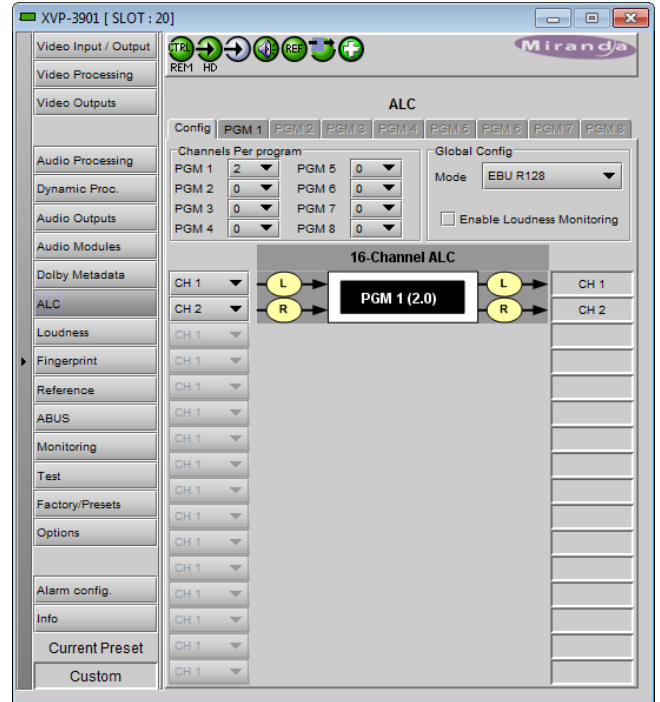 XVP-3901 [ SLOT : 20]
Video Input / Output
Video Processing
Video Outputs
Audio Processing
Dynamic Proc.
Audio Outputs
Audio Modules
Dolby Metadata
ALC
Loudness
Fingerprint
Reference
ABUS
Monitoring
Test
Factory/Presets
Options
Alarm config.
Info
Current Preset
Custom
CTRL REF
REM HD
Miranda
ALC
Config PGM 1 PGM 2 PGM 3 PGM 4 PGM 5 PGM 6 PGM 7 PGM 8
Channels Per program
PGM 1 2 PGM 5 0
PGM 2 0 PGM 6 0
PGM 3 0 PGM 7 0
PGM 4 0 PGM 8 0
Global Config
Mode EBU R128
Enable Loudness Monitoring
16-Channel ALC
CH 1 L PGM 1 (2.0) L CH 1
CH 2 R R CH 2
CH 1
CH 1
CH 1
CH 1
CH 1
CH 1
CH 1
CH 1
CH 1
CH 1
CH 1
CH 1
CH 1
CH 1